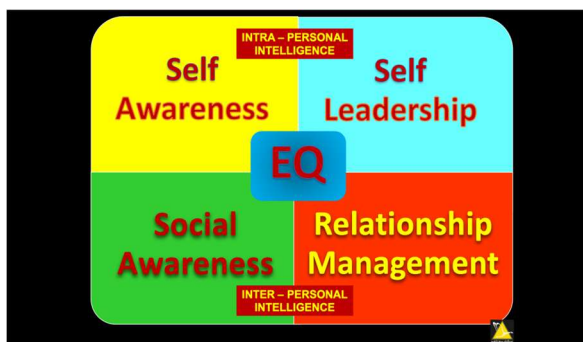 INTRA – PERSONAL
INTELLIGENCE
Self
Awareness
Self
Leadership
EQ
Social
Awareness
Relationship
Management
INTER – PERSONAL
INTELLIGENCE